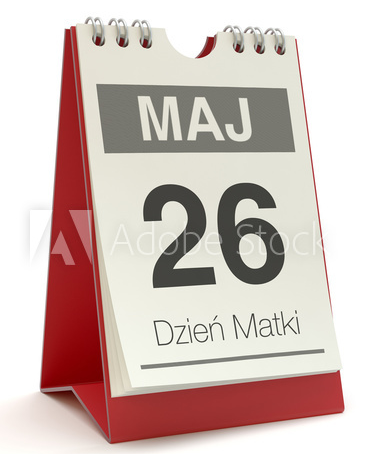 MAJ
26
Adobe Stock
Dzień Matki